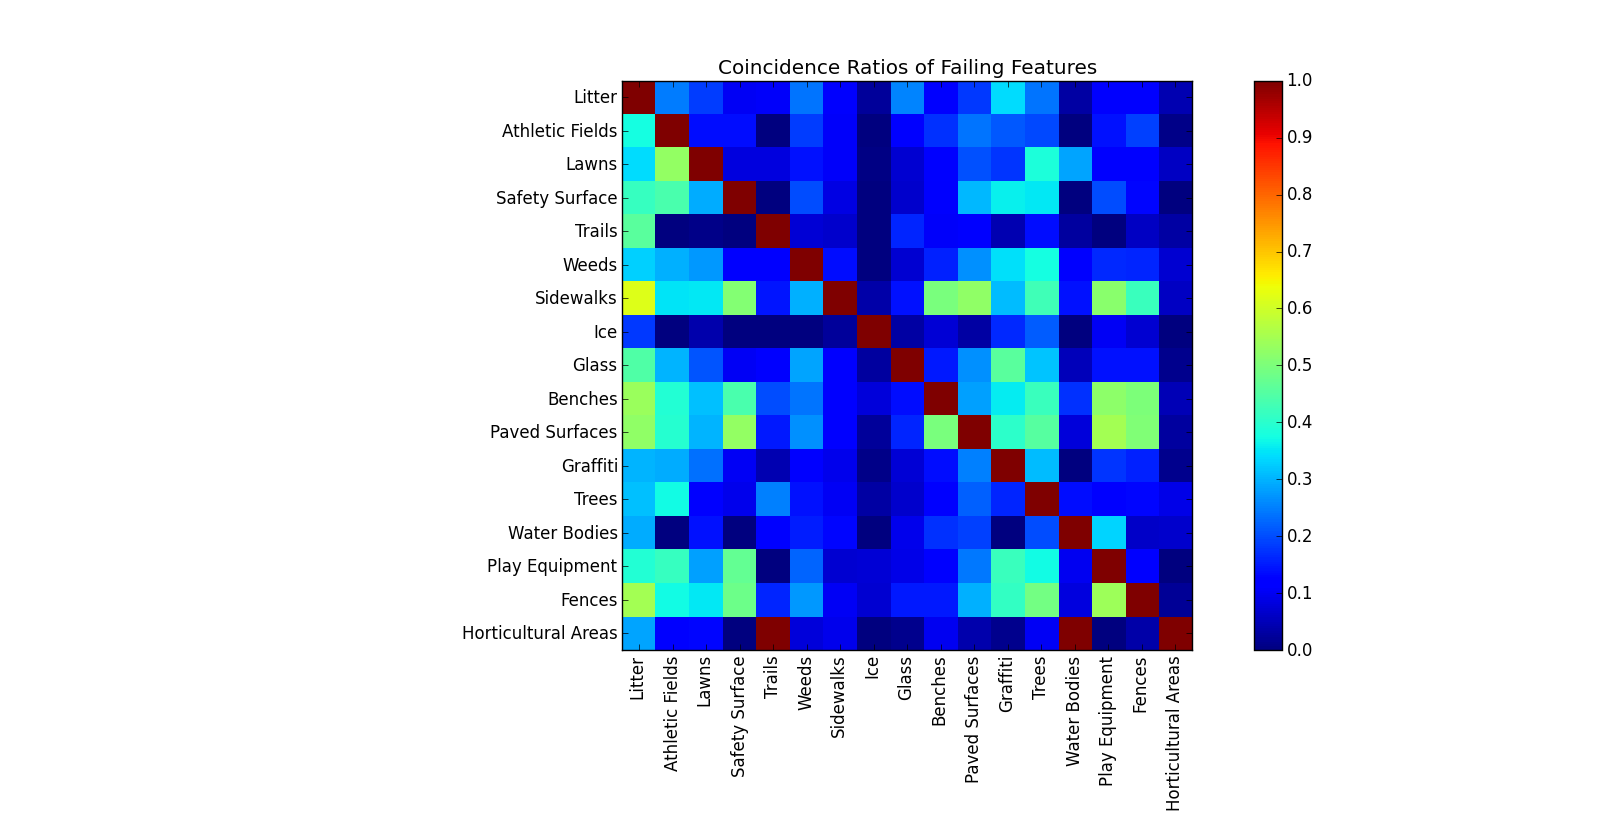 Coincidence Ratios of Failing Features
Litter
Athletic Fields
Lawns
Safety Surface
Trails
Weeds
Sidewalks
Ice
Glass
Benches
Paved Surfaces
Graffiti
Trees
Water Bodies
Play Equipment
Fences
Horticultural Areas
Litter
Athletic Fields
Lawns
Safety Surface
Trails
Weeds
Sidewalks
Ice
Glass
Benches
Paved Surfaces
Graffiti
Trees
Water Bodies
Play Equipment
Fences
Horticultural Areas
1.0
0.9
0.8
0.7
0.6
0.5
0.4
0.3
0.2
0.1
0.0